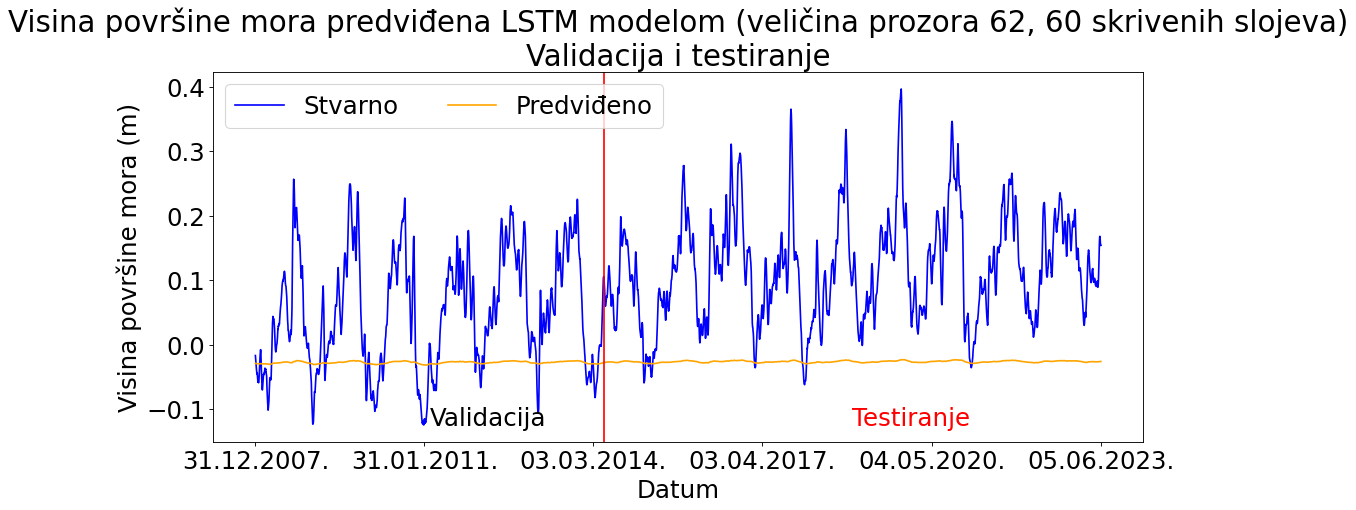 Visina površine mora predviđena LSTM modelom (veličina prozora 62, 60 skrivenih slojeva)
Validacija i testiranje
Stvarno
Predviđeno
Visina površine mora (m)
0.4
0.3
0.2
0.1
0.0
−0.1
Validacija
Testiranje
31.12.2007.
31.01.2011.
03.03.2014.
03.04.2017.
04.05.2020.
05.06.2023.
Datum